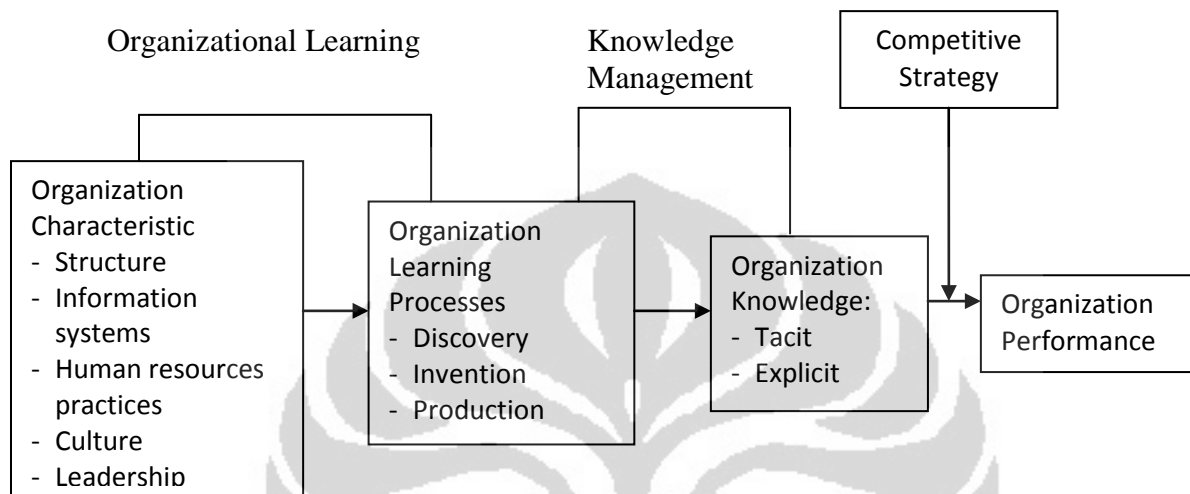 Organizational Learning
Knowledge
Management
Competitive
Strategy
Organization
Characteristic
- Structure
- Information
systems
- Human resources
practices
- Culture
- Leadership
Organization
Learning
Processes
- Discovery
- Invention
- Production
Organization
Knowledge:
- Tacit
- Explicit
Organization
Performance